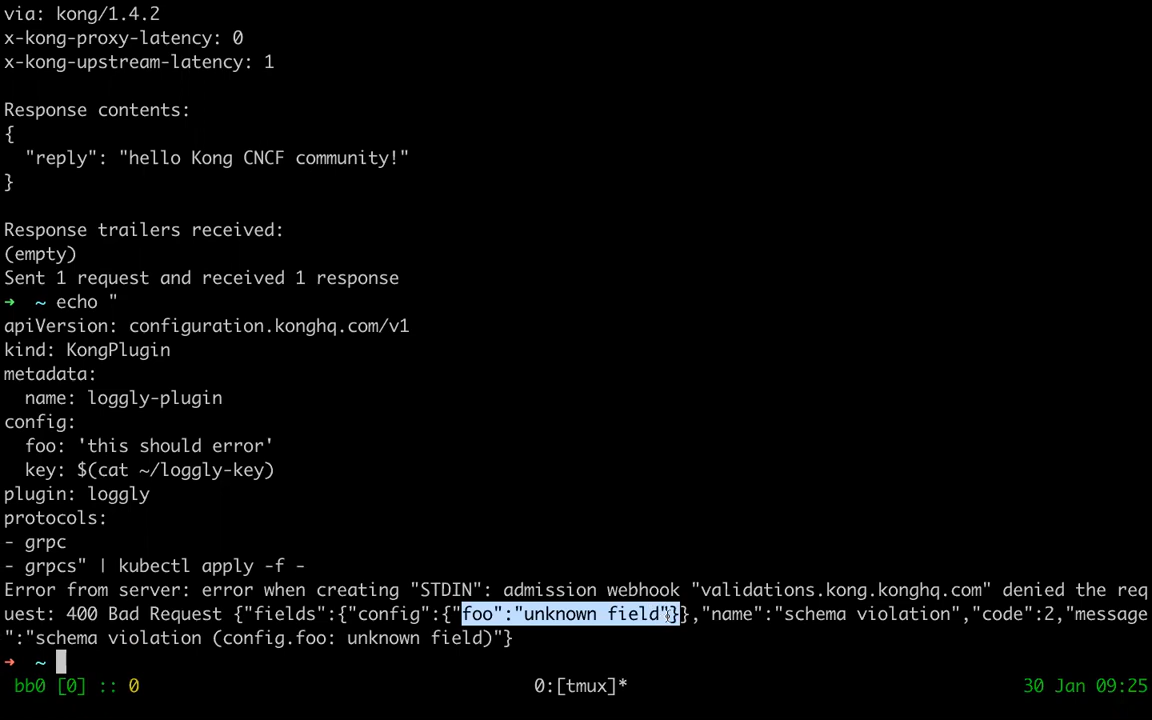 via: kong/1.4.2
x-kong-proxy-latency: 0
x-kong-upstream-latency: 1
Response contents:
{
  "reply": "hello Kong CNCF community!"
}
Response trailers received:
(empty)
Sent 1 request and received 1 response
➜  ~ echo "
apiVersion: configuration.konghq.com/v1
kind: KongPlugin
metadata:
  name: loggly-plugin
config:
  foo: 'this should error'
  key: $(cat ~/loggly-key)
plugin: loggly
protocols:
- grpc
- grpcs" | kubectl apply -f -
Error from server: error when creating "STDIN": admission webhook "validations.kong.konghq.com" denied the req
uest: 400 Bad Request {"fields":{"config":{"foo":"unknown field"}},"name":"schema violation","code":2,"message
":"schema violation (config.foo: unknown field)"}
➜  ~
bb0 [0] :: 0 0:[tmux]* 30 Jan 09:25